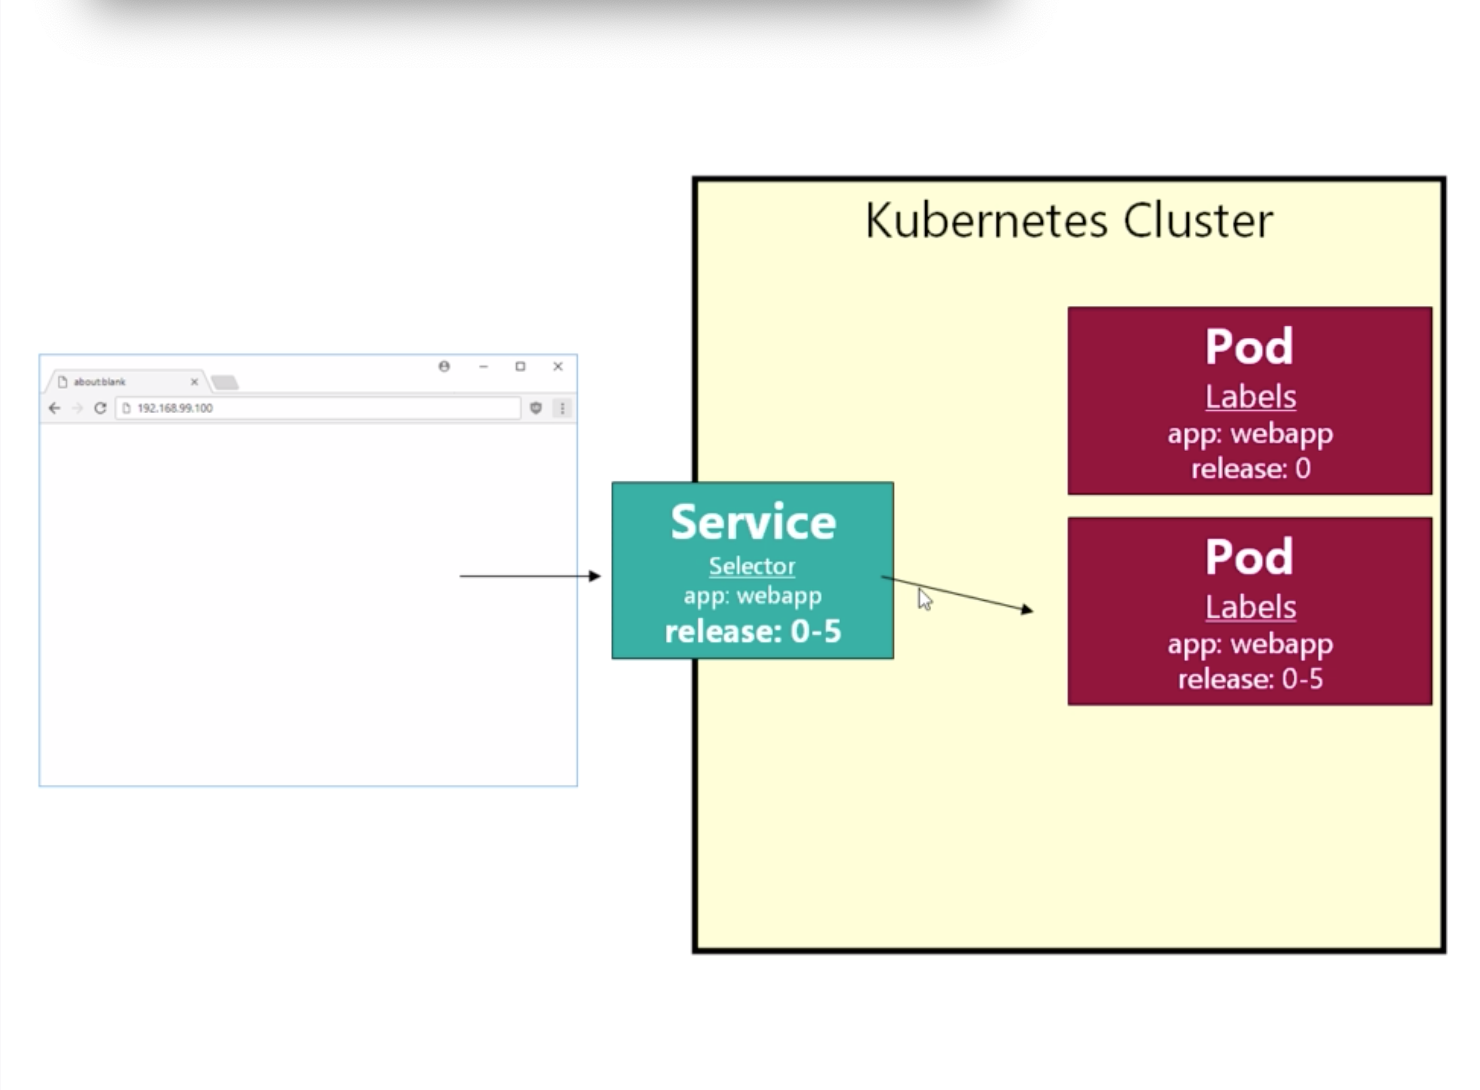 Kubernetes Cluster
Pod
Labels
app: webapp
release: 0
about:blank
192.168.99.100
Service
Selector
app: webapp
release: 0-5
Pod
Labels
app: webapp
release: 0-5